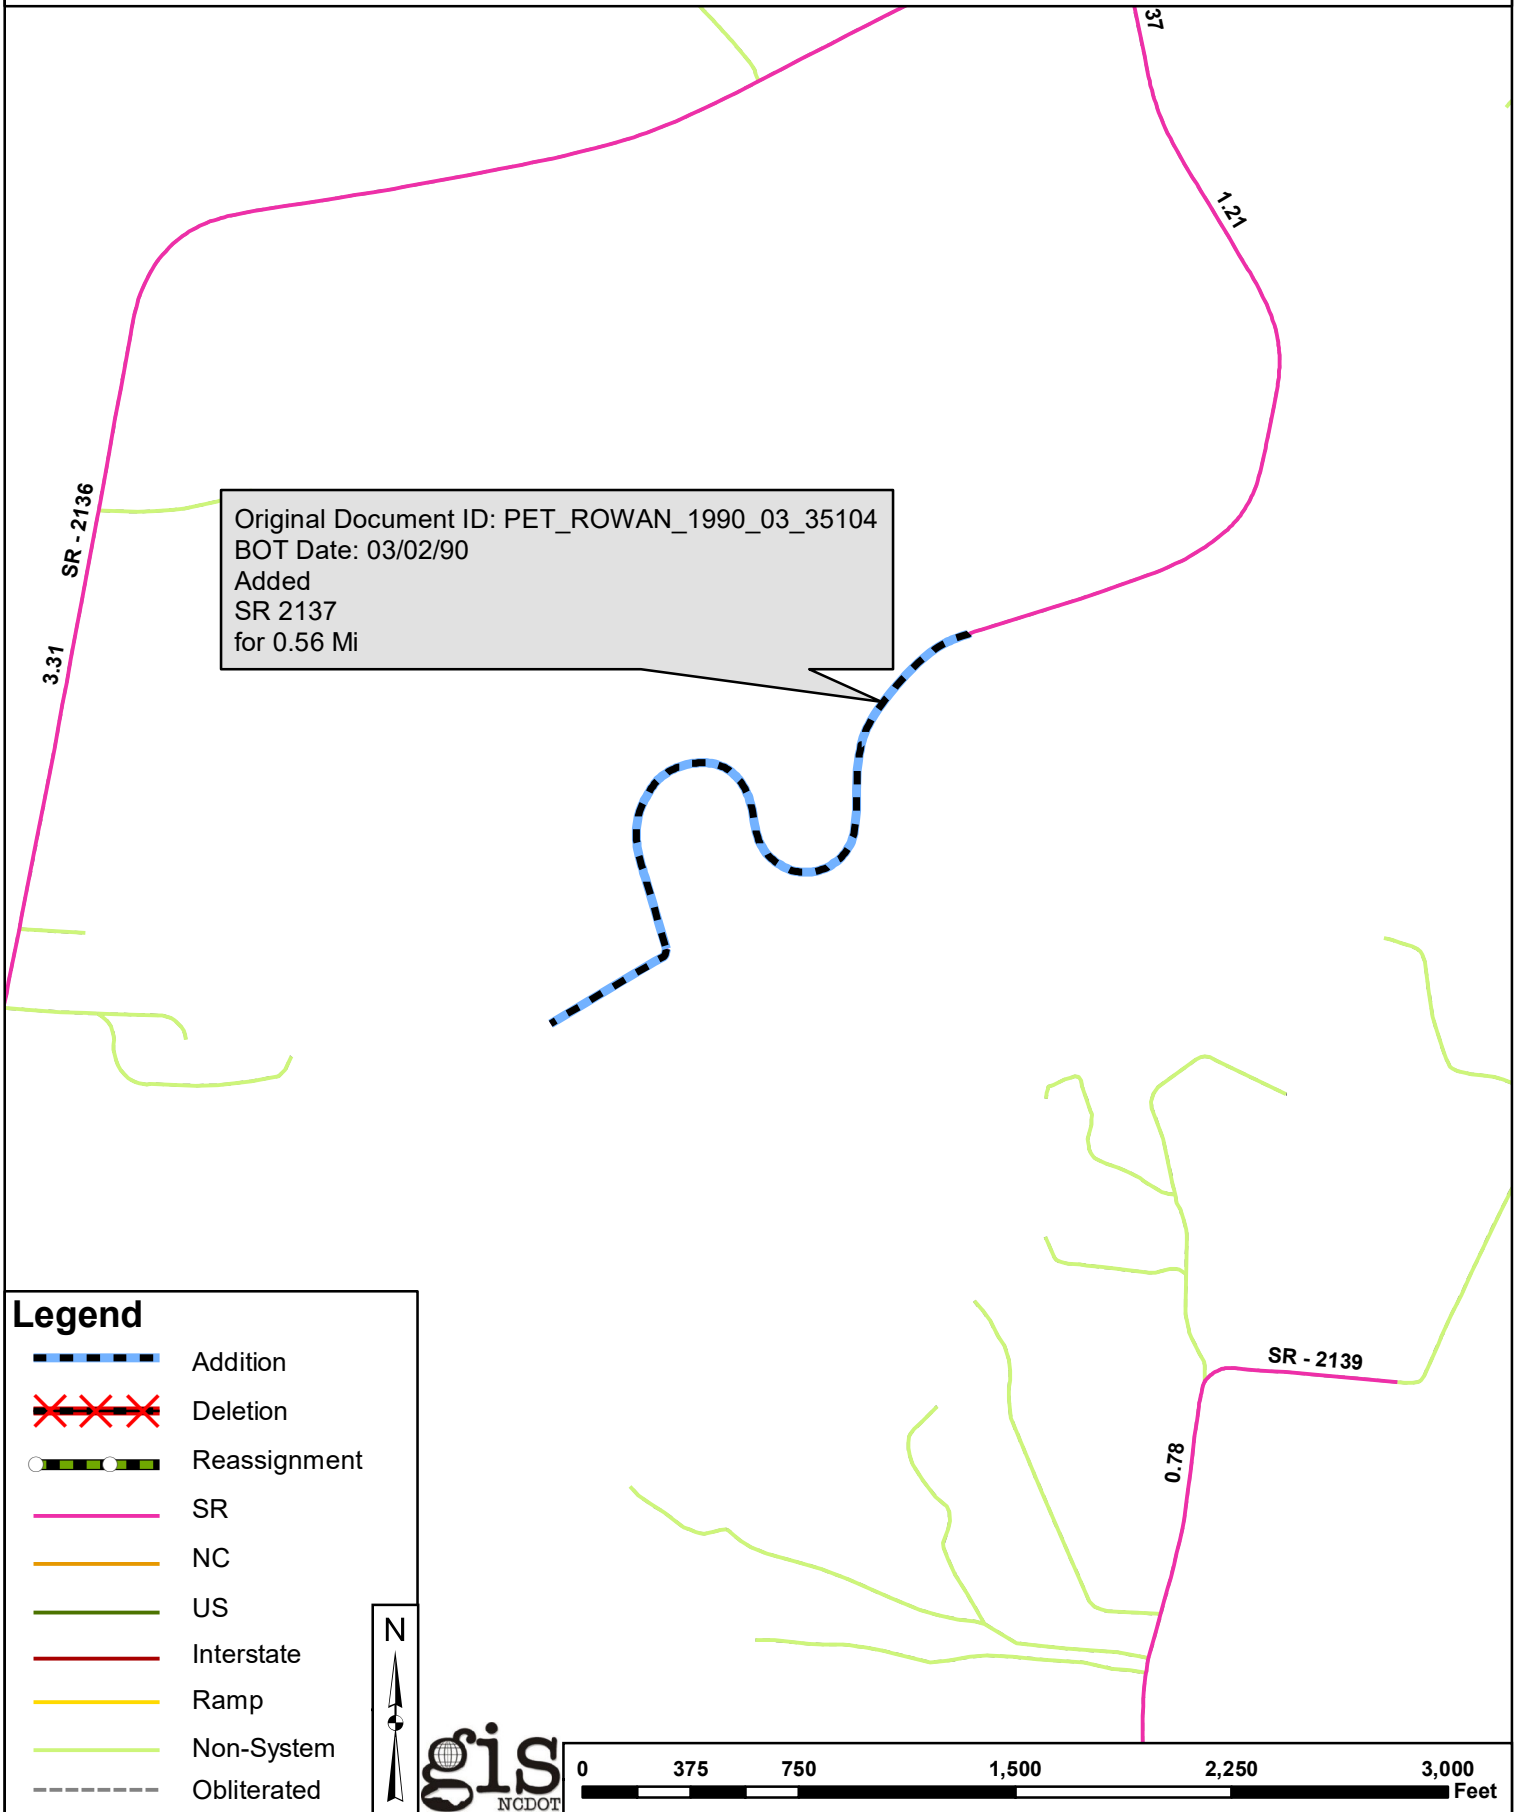 37
1.21
SR - 2136
3.31
Original Document ID: PET_ROWAN_1990_03_35104
BOT Date: 03/02/90
Added
SR 2137
for 0.56 Mi
SR - 2139
0.78
Legend
Addition
Deletion
Reassignment
SR
NC
US
Interstate
Ramp
Non-System
Obliterated
N
gis
NCDOT
0 375 750 1,500 2,250 3,000
Feet